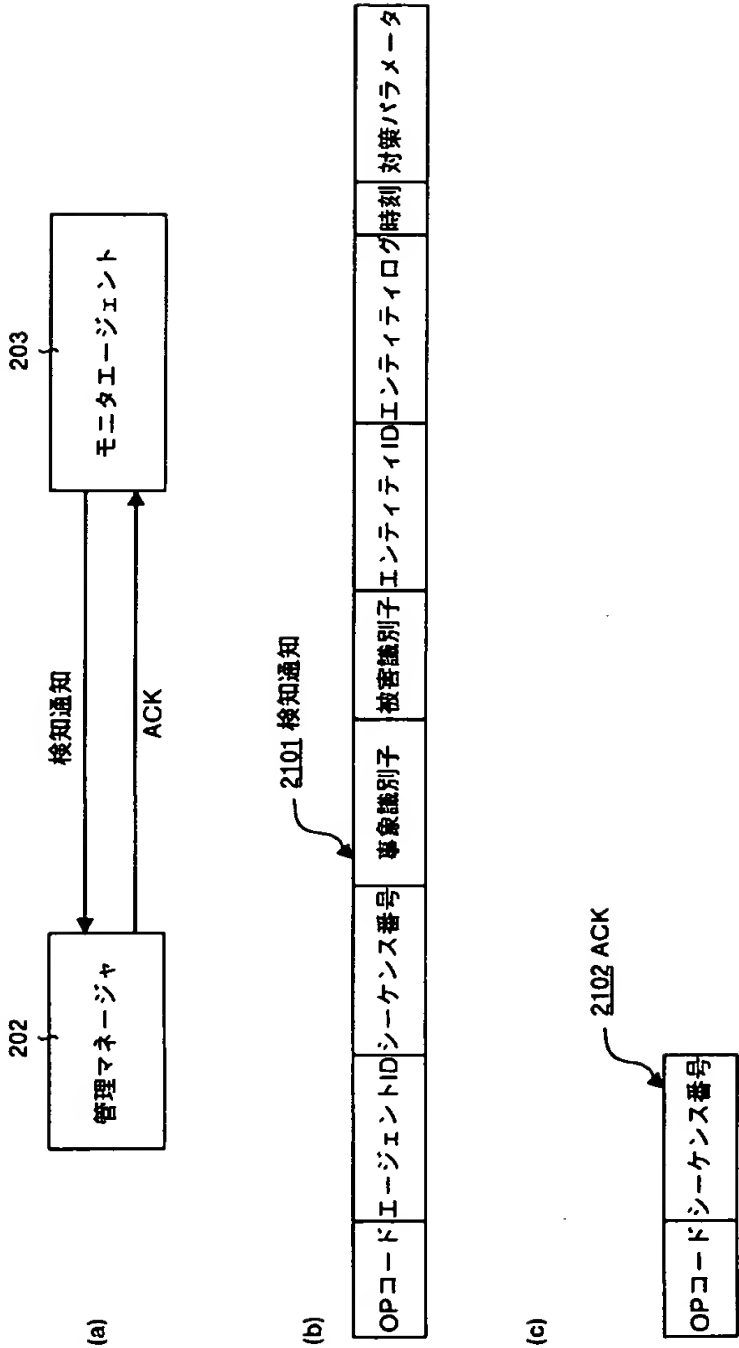 (a)
202
管理マネージャ
検知通知
ACK
203
モニタエージェント
(b)
2101 検知通知
OPコード
エージェントID
シーケンス番号
事象識別子
被害識別子
エンティティID
エンティティログ
時刻
対策パラメータ
(c)
2102 ACK
OPコード
シーケンス番号